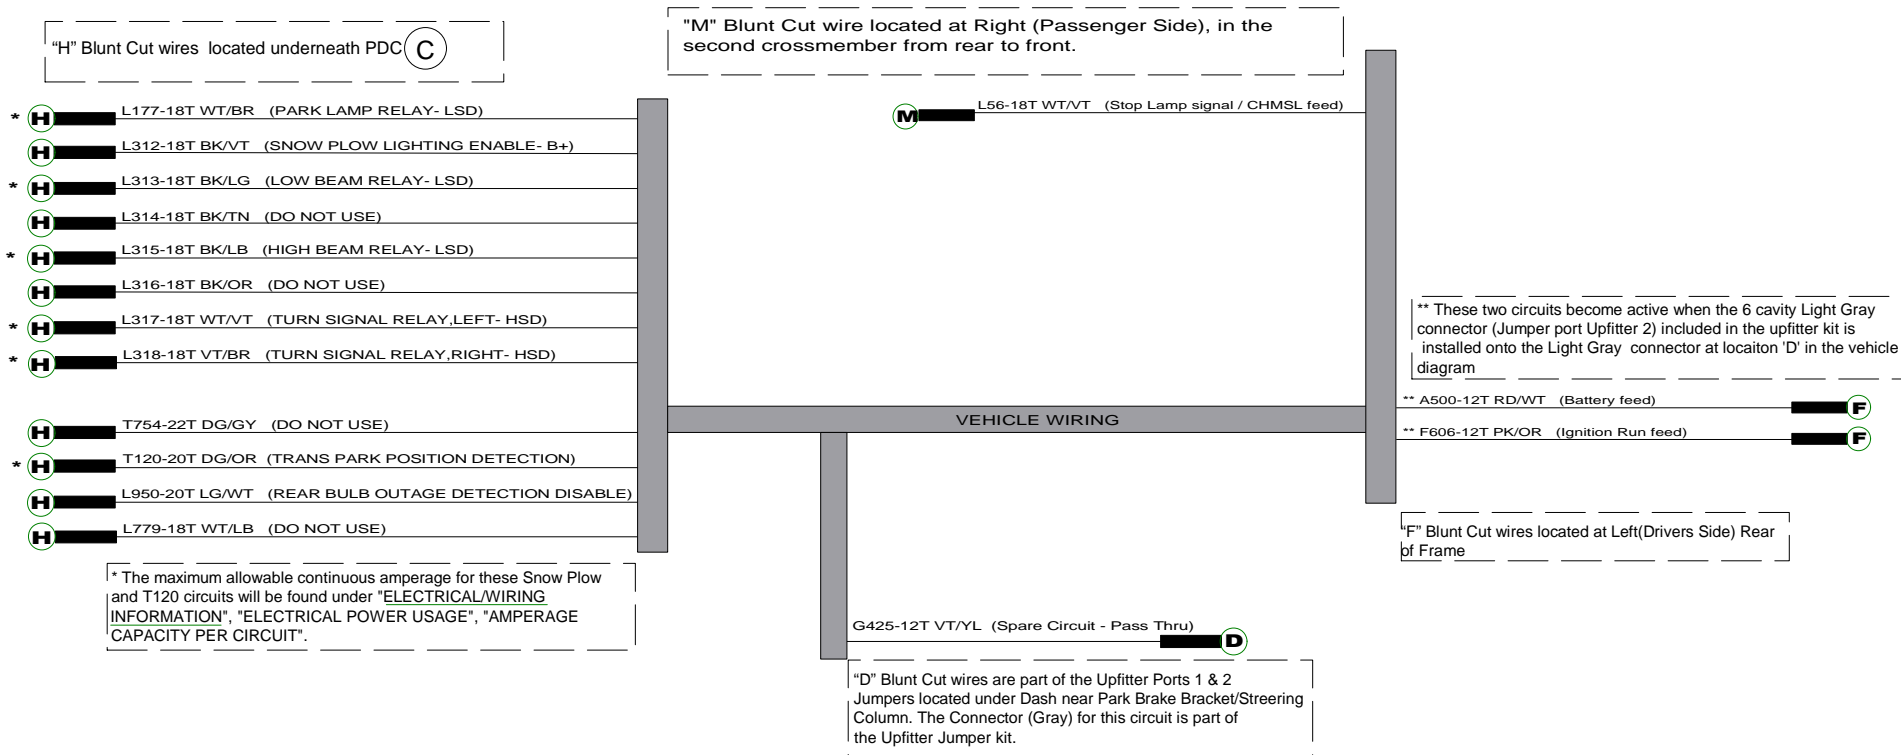 “H” Blunt Cut wires  located underneath PDC C
"M" Blunt Cut wire located at Right (Passenger Side), in the
second crossmember from rear to front.
* H L177-18T WT/BR   (PARK LAMP RELAY- LSD)
H L312-18T BK/VT   (SNOW PLOW LIGHTING ENABLE- B+)
* H L313-18T BK/LG   (LOW BEAM RELAY- LSD)
H L314-18T BK/TN   (DO NOT USE)
* H L315-18T BK/LB   (HIGH BEAM RELAY- LSD)
H L316-18T BK/OR   (DO NOT USE)
* H L317-18T WT/VT   (TURN SIGNAL RELAY,LEFT- HSD)
* H L318-18T VT/BR   (TURN SIGNAL RELAY,RIGHT- HSD)
H T754-22T DG/GY   (DO NOT USE)
* H T120-20T DG/OR  (TRANS PARK POSITION DETECTION)
H L950-20T LG/WT   (REAR BULB OUTAGE DETECTION DISABLE)
H L779-18T WT/LB   (DO NOT USE)
* The maximum allowable continuous amperage for these Snow Plow
and T120 circuits will be found under "ELECTRICAL/WIRING
INFORMATION", "ELECTRICAL POWER USAGE", "AMPERAGE
CAPACITY PER CIRCUIT".
M L56-18T WT/VT   (Stop Lamp signal / CHMSL feed)
VEHICLE WIRING
** These two circuits become active when the 6 cavity Light Gray
connector (Jumper port Upfitter 2) included in the upfitter kit is
installed onto the Light Gray  connector at locaiton 'D' in the vehicle
diagram
** A500-12T RD/WT   (Battery feed) F
** F606-12T PK/OR   (Ignition Run feed) F
“F” Blunt Cut wires located at Left(Drivers Side) Rear
of Frame
G425-12T VT/YL  (Spare Circuit - Pass Thru) D
“D” Blunt Cut wires are part of the Upfitter Ports 1 & 2
Jumpers located under Dash near Park Brake Bracket/Streering
Column. The Connector (Gray) for this circuit is part of
the Upfitter Jumper kit.